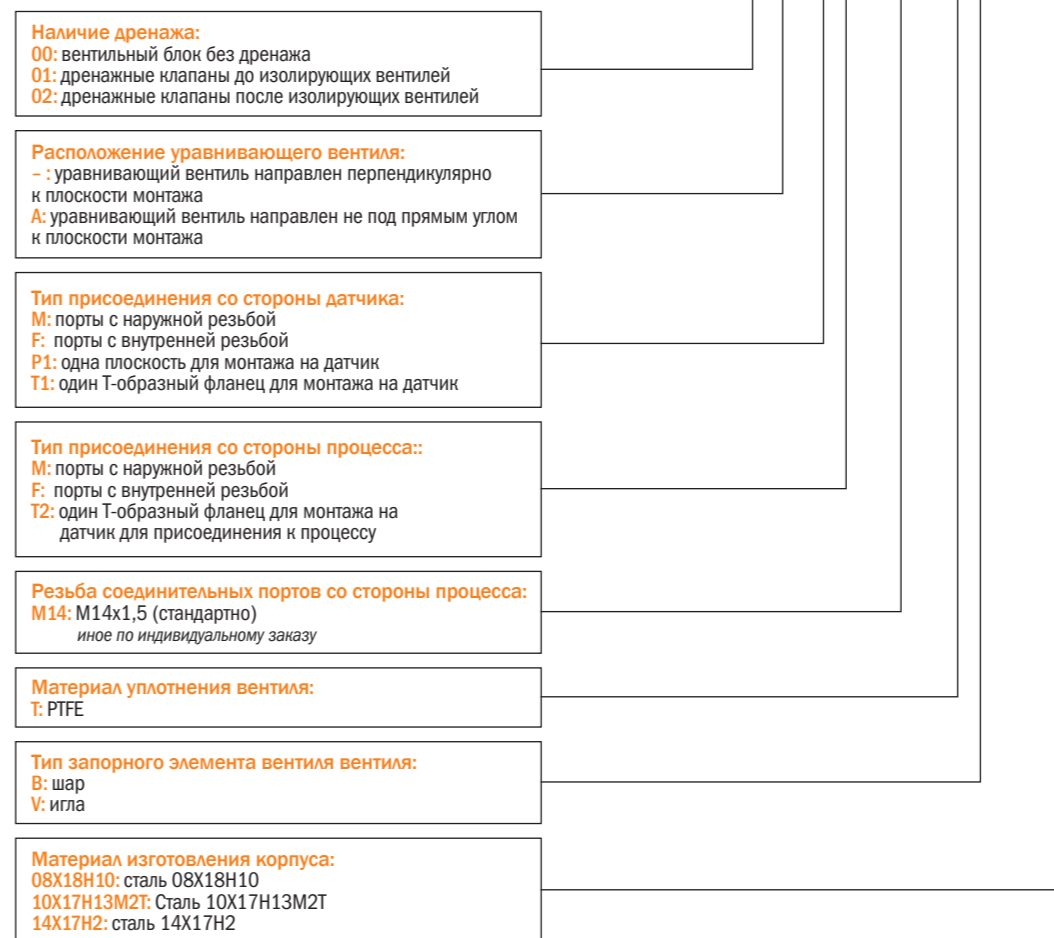 Наличие дренажа:
00: вентильный блок без дренажа
01: дренажные клапаны до изолирующих вентилей
02: дренажные клапаны после изолирующих вентилей
Расположение уравнивающего вентиля:
– : уравнивающий вентиль направлен перпендикулярно
к плоскости монтажа
А: уравнивающий вентиль направлен не под прямым углом
к плоскости монтажа
Тип присоединения со стороны датчика:
M: порты с наружной резьбой
F: порты с внутренней резьбой
P1: одна плоскость для монтажа на датчик
T1: один Т-образный фланец для монтажа на датчик
Тип присоединения со стороны процесса::
M: порты с наружной резьбой
F: порты с внутренней резьбой
T2: один Т-образный фланец для монтажа на
датчик для присоединения к процессу
Резьба соединительных портов со стороны процесса:
M14: M14x1,5 (стандартно)
иное по индивидуальному заказу
Материал уплотнения вентиля:
T: PTFE
Тип запорного элемента вентиля вентиля:
B: шар
V: игла
Материал изготовления корпуса:
08Х18Н10: сталь 08Х18Н10
10Х17Н13М2Т: Сталь 10Х17Н13М2Т
14Х17Н2: сталь 14Х17Н2